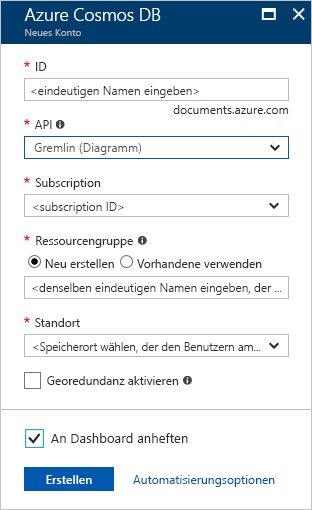 Azure Cosmos DB
Neues Konto
* ID
<eindeutigen Namen eingeben>
documents.azure.com
* API
Gremlin (Diagramm)
* Subscription
<subscription ID>
* Ressourcengruppe
Neu erstellen Vorhandene verwenden
<denselben eindeutigen Namen eingeben, der ...
* Standort
<Speicherort wählen, der den Benutzern am...
Georedundanz aktivieren
An Dashboard anheften
Erstellen Automatisierungsoptionen